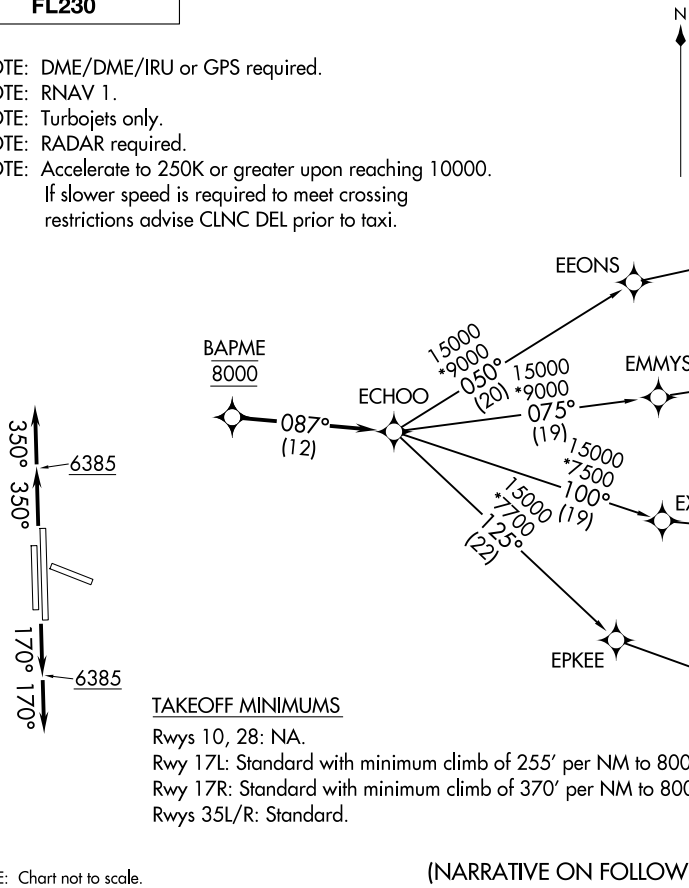 FL230
N
OTE: DME/DME/IRU or GPS required.
OTE: RNAV 1.
OTE: Turbojets only.
OTE: RADAR required.
OTE: Accelerate to 250K or greater upon reaching 10000.
If slower speed is required to meet crossing
restrictions advise CLNC DEL prior to taxi.
EEONS
BAPME
8000
15000
*9000
050°
(20)
15000
*9000
075°
(19)
EMMYS
ECHOO
087°
(12)
15000
*7500
100°
(19)
EX
15000
*7700
125°
(22)
EPKEE
350°
6385
350°
170°
6385
170°
TAKEOFF MINIMUMS
Rwys 10, 28: NA.
Rwy 17L: Standard with minimum climb of 255' per NM to 800
Rwy 17R: Standard with minimum climb of 370' per NM to 800
Rwys 35L/R: Standard.
E: Chart not to scale.
(NARRATIVE ON FOLLOW